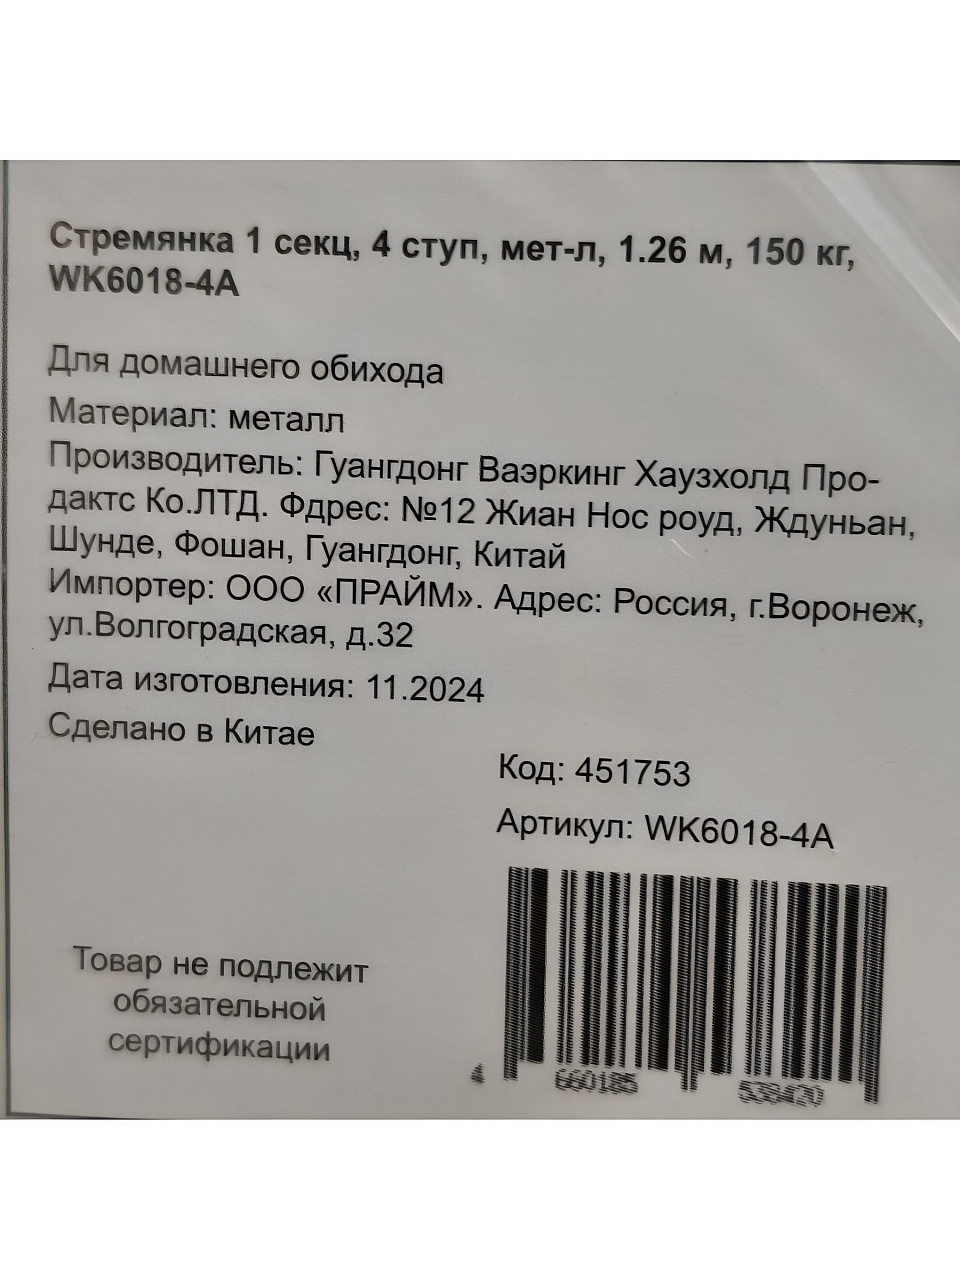 Стремянка 1 секц, 4 ступ, мет-л, 1.26 м, 150 кг,
WK6018-4A
Для домашнего обихода
Материал: металл
Производитель: Гуангдонг Ваэркинг Хаузхолд Про-
дактс Ко.ЛТД. Фдрес: №12 Жиан Нос роуд, Ждуньан,
Шунде, Фошан, Гуангдонг, Китай
Импортер: ООО «ПРАЙМ». Адрес: Россия, г.Воронеж,
ул.Волгоградская, д.32
Дата изготовления: 11.2024
Сделано в Китае
Код: 451753
Артикул: WK6018-4A
Товар не подлежит
обязательной
сертификации
4 660185